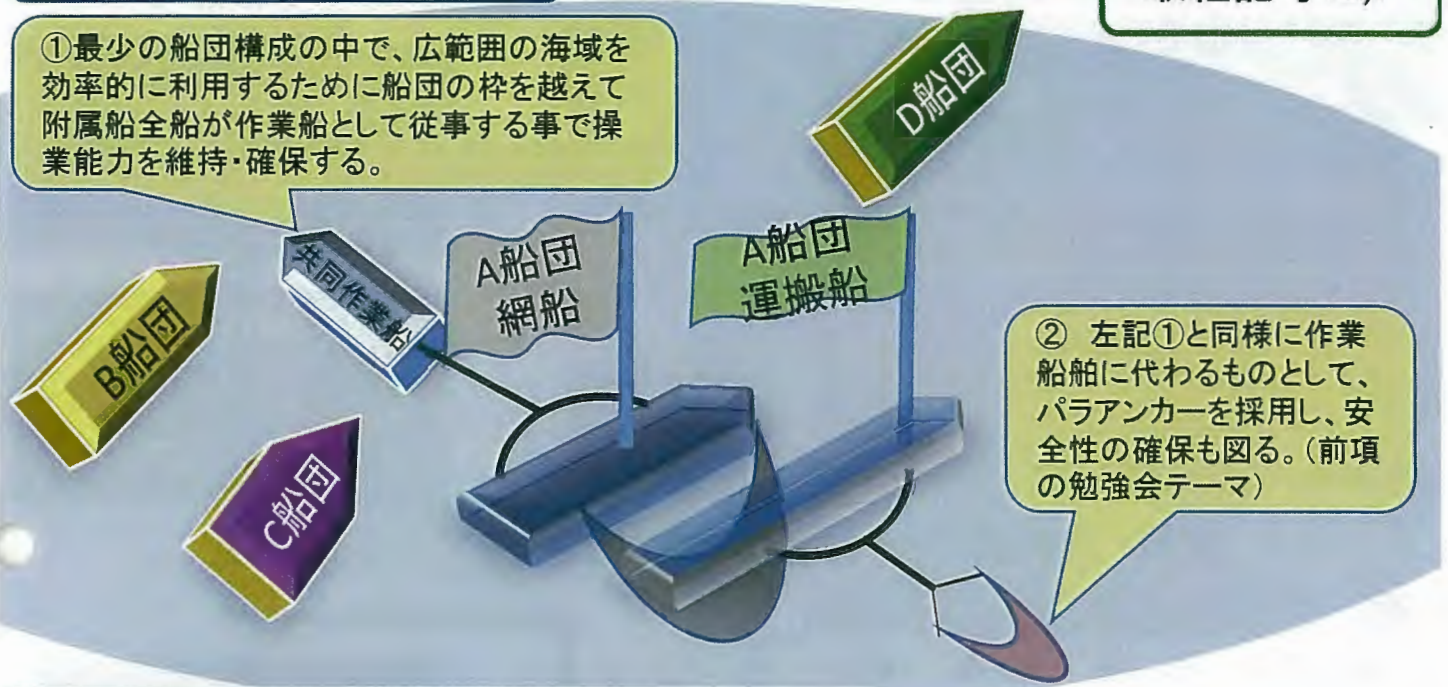 ①最少の船団構成の中で、広範囲の海域を
効率的に利用するために船団の枠を越えて
附属船全船が作業船として従事する事で操
業能力を維持・確保する。
D船団
共同作業船
A船団
網船
A船団
運搬船
B船団
C船団
② 左記①と同様に作業
船舶に代わるものとして、
パラアンカーを採用し、安
全性の確保も図る。(前項
の勉強会テーマ)